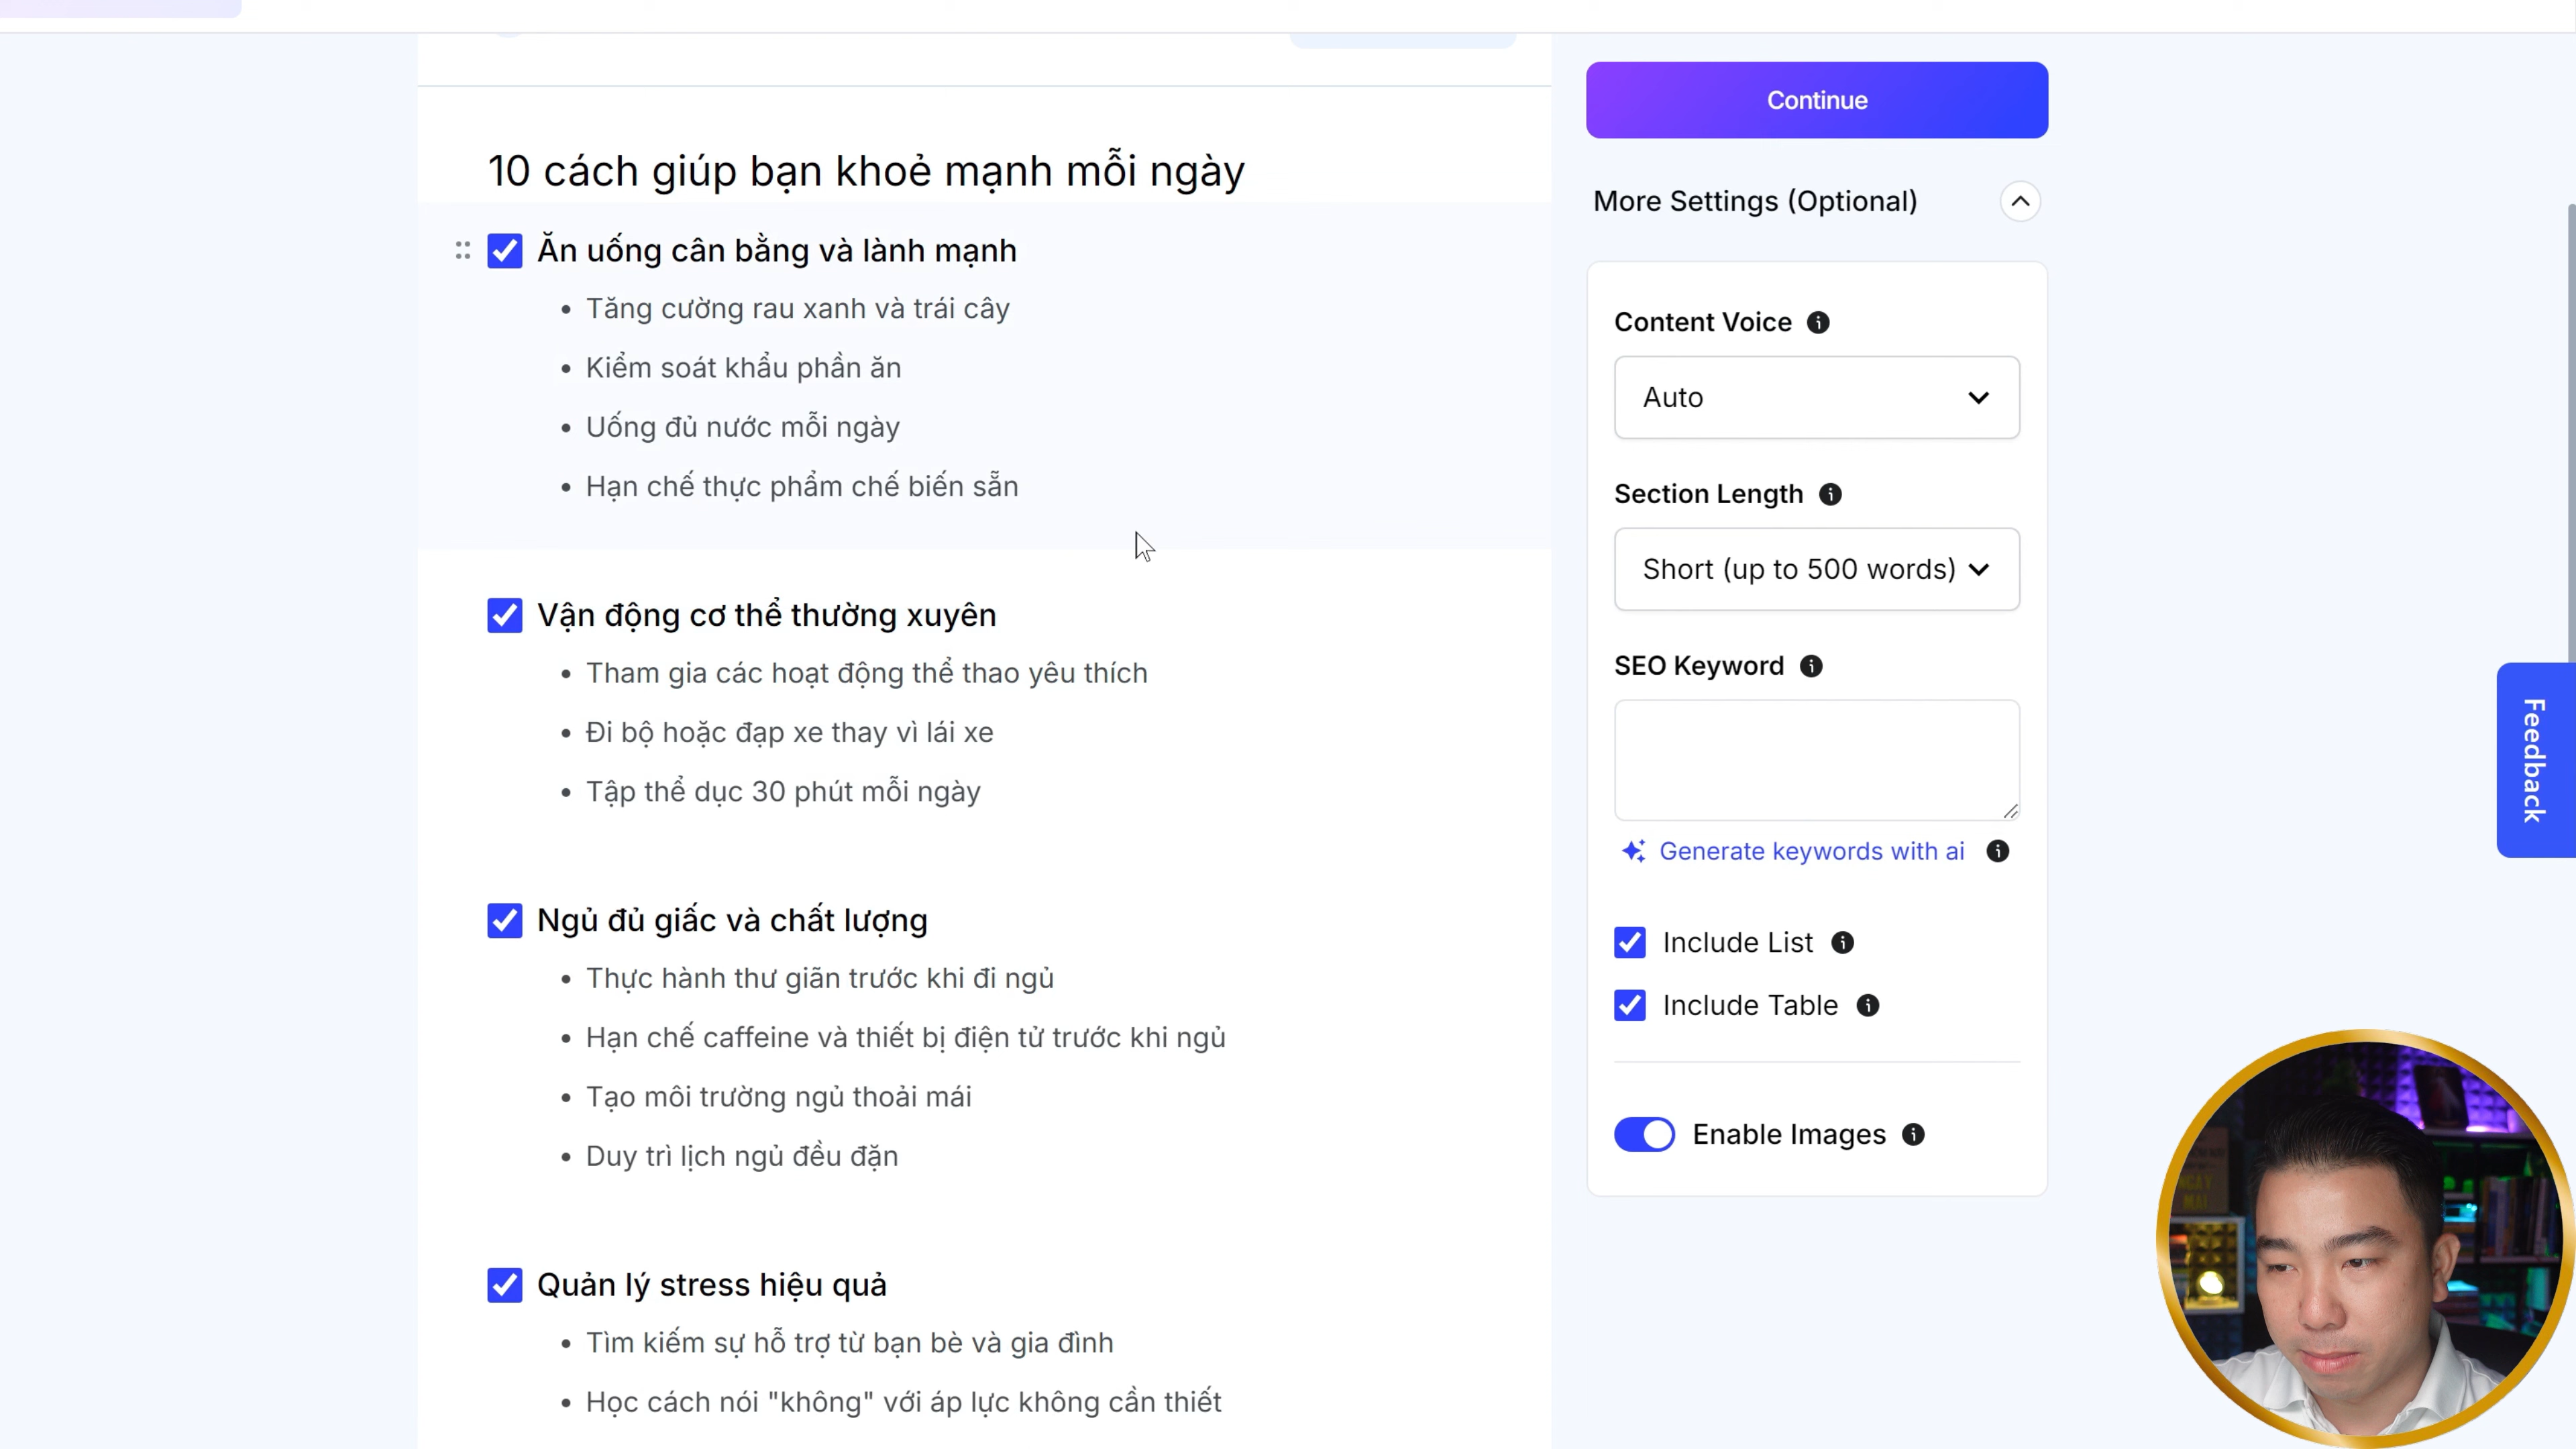 10 cách giúp bạn khoẻ mạnh mỗi ngày
Ăn uống cân bằng và lành mạnh
• Tăng cường rau xanh và trái cây
• Kiểm soát khẩu phần ăn
• Uống đủ nước mỗi ngày
• Hạn chế thực phẩm chế biến sẵn
Vận động cơ thể thường xuyên
• Tham gia các hoạt động thể thao yêu thích
• Đi bộ hoặc đạp xe thay vì lái xe
• Tập thể dục 30 phút mỗi ngày
Ngủ đủ giấc và chất lượng
• Thực hành thư giãn trước khi đi ngủ
• Hạn chế caffeine và thiết bị điện tử trước khi ngủ
• Tạo môi trường ngủ thoải mái
• Duy trì lịch ngủ đều đặn
Quản lý stress hiệu quả
• Tìm kiếm sự hỗ trợ từ bạn bè và gia đình
• Học cách nói "không" với áp lực không cần thiết
Continue
More Settings (Optional)
Content Voice
Auto
Section Length
Short (up to 500 words)
SEO Keyword
Generate keywords with ai
Include List
Include Table
Enable Images
Feedback